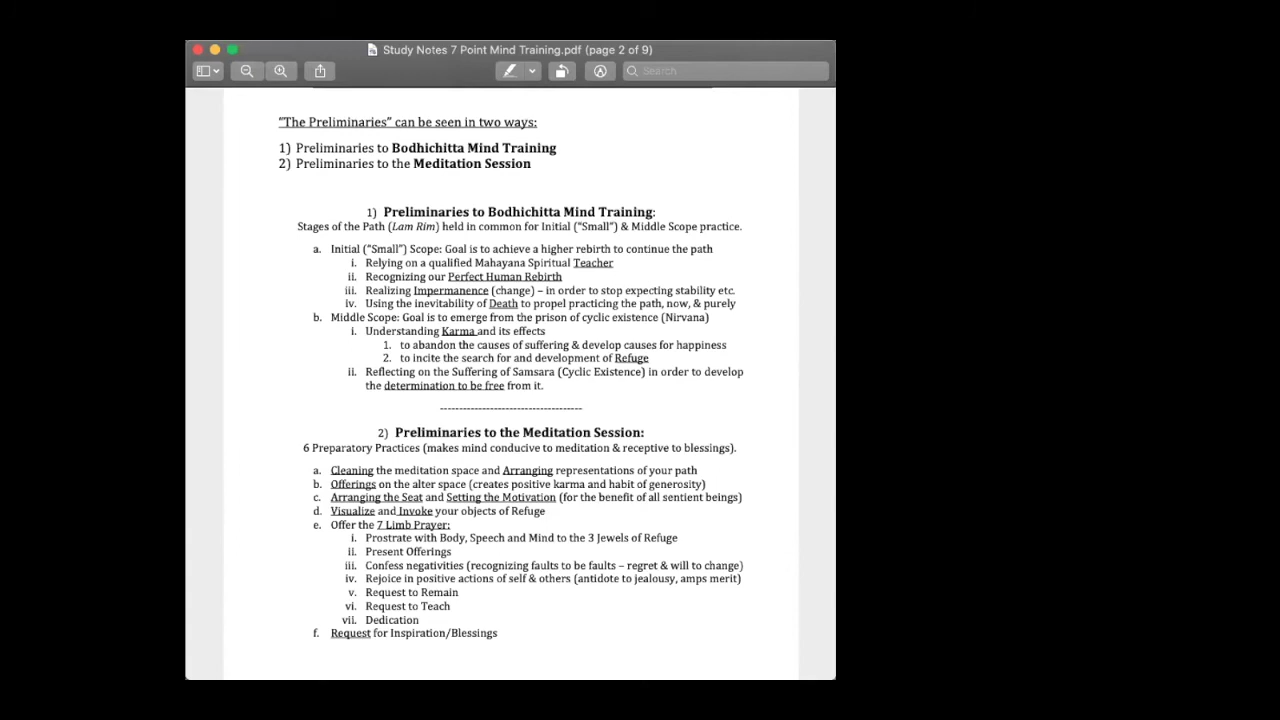 Study Notes 7 Point Mind Training.pdf (page 2 of 9)
Search
“The Preliminaries” can be seen in two ways:
1) Preliminaries to Bodhichitta Mind Training
2) Preliminaries to the Meditation Session
1) Preliminaries to Bodhichitta Mind Training:
Stages of the Path (Lam Rim) held in common for Initial (“Small”) & Middle Scope practice.
a. Initial (“Small”) Scope: Goal is to achieve a higher rebirth to continue the path
i. Relying on a qualified Mahayana Spiritual Teacher
ii. Recognizing our Perfect Human Rebirth
iii. Realizing Impermanence (change) – in order to stop expecting stability etc.
iv. Using the inevitability of Death to propel practicing the path, now, & purely
b. Middle Scope: Goal is to emerge from the prison of cyclic existence (Nirvana)
i. Understanding Karma and its effects
1. to abandon the causes of suffering & develop causes for happiness
2. to incite the search for and development of Refuge
ii. Reflecting on the Suffering of Samsara (Cyclic Existence) in order to develop
the determination to be free from it.
------------------------------------
2) Preliminaries to the Meditation Session:
6 Preparatory Practices (makes mind conducive to meditation & receptive to blessings).
a. Cleaning the meditation space and Arranging representations of your path
b. Offerings on the alter space (creates positive karma and habit of generosity)
c. Arranging the Seat and Setting the Motivation (for the benefit of all sentient beings)
d. Visualize and Invoke your objects of Refuge
e. Offer the 7 Limb Prayer:
i. Prostrate with Body, Speech and Mind to the 3 Jewels of Refuge
ii. Present Offerings
iii. Confess negativities (recognizing faults to be faults – regret & will to change)
iv. Rejoice in positive actions of self & others (antidote to jealousy, amps merit)
v. Request to Remain
vi. Request to Teach
vii. Dedication
f. Request for Inspiration/Blessings